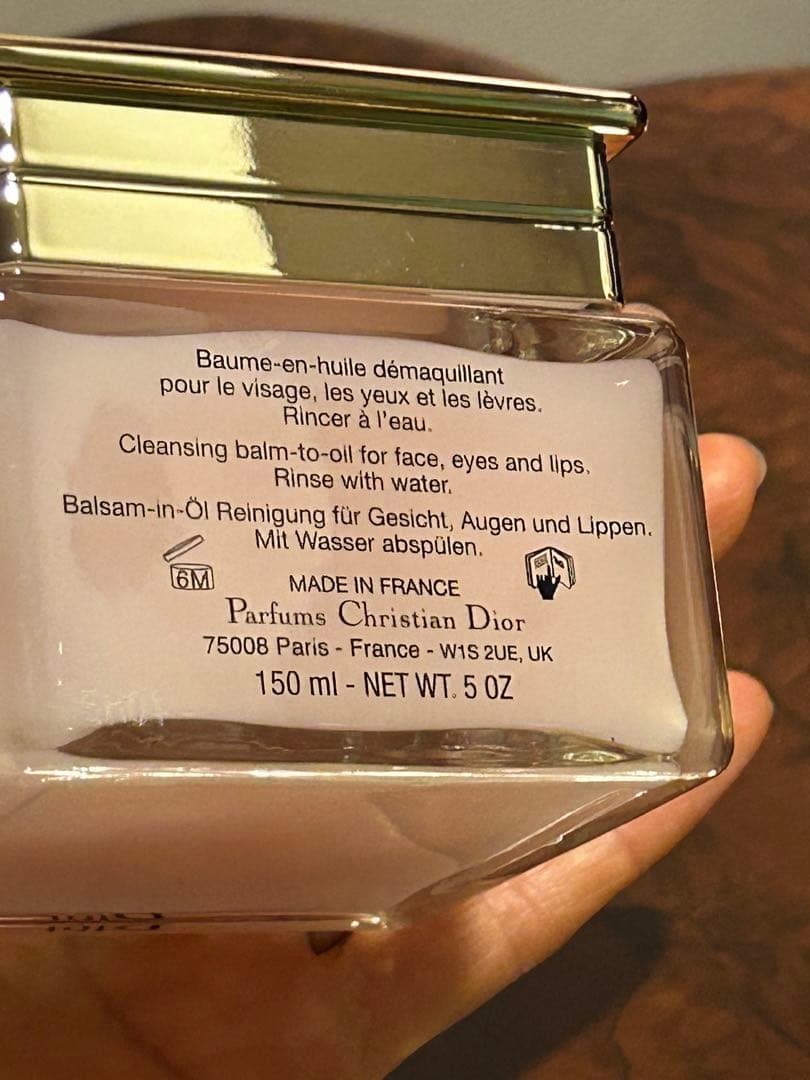 Baume-en-huile démaquillant
pour le visage, les yeux et les lèvres.
Rincer à l'eau.
Cleansing balm-to-oil for face, eyes and lips.
Rinse with water.
Balsam-in-Öl Reinigung für Gesicht, Augen und Lippen.
Mit Wasser abspülen.
6M
MADE IN FRANCE
Parfums Christian Dior
75008 Paris - France - W1S 2UE, UK
150 ml - NET WT. 5 OZ